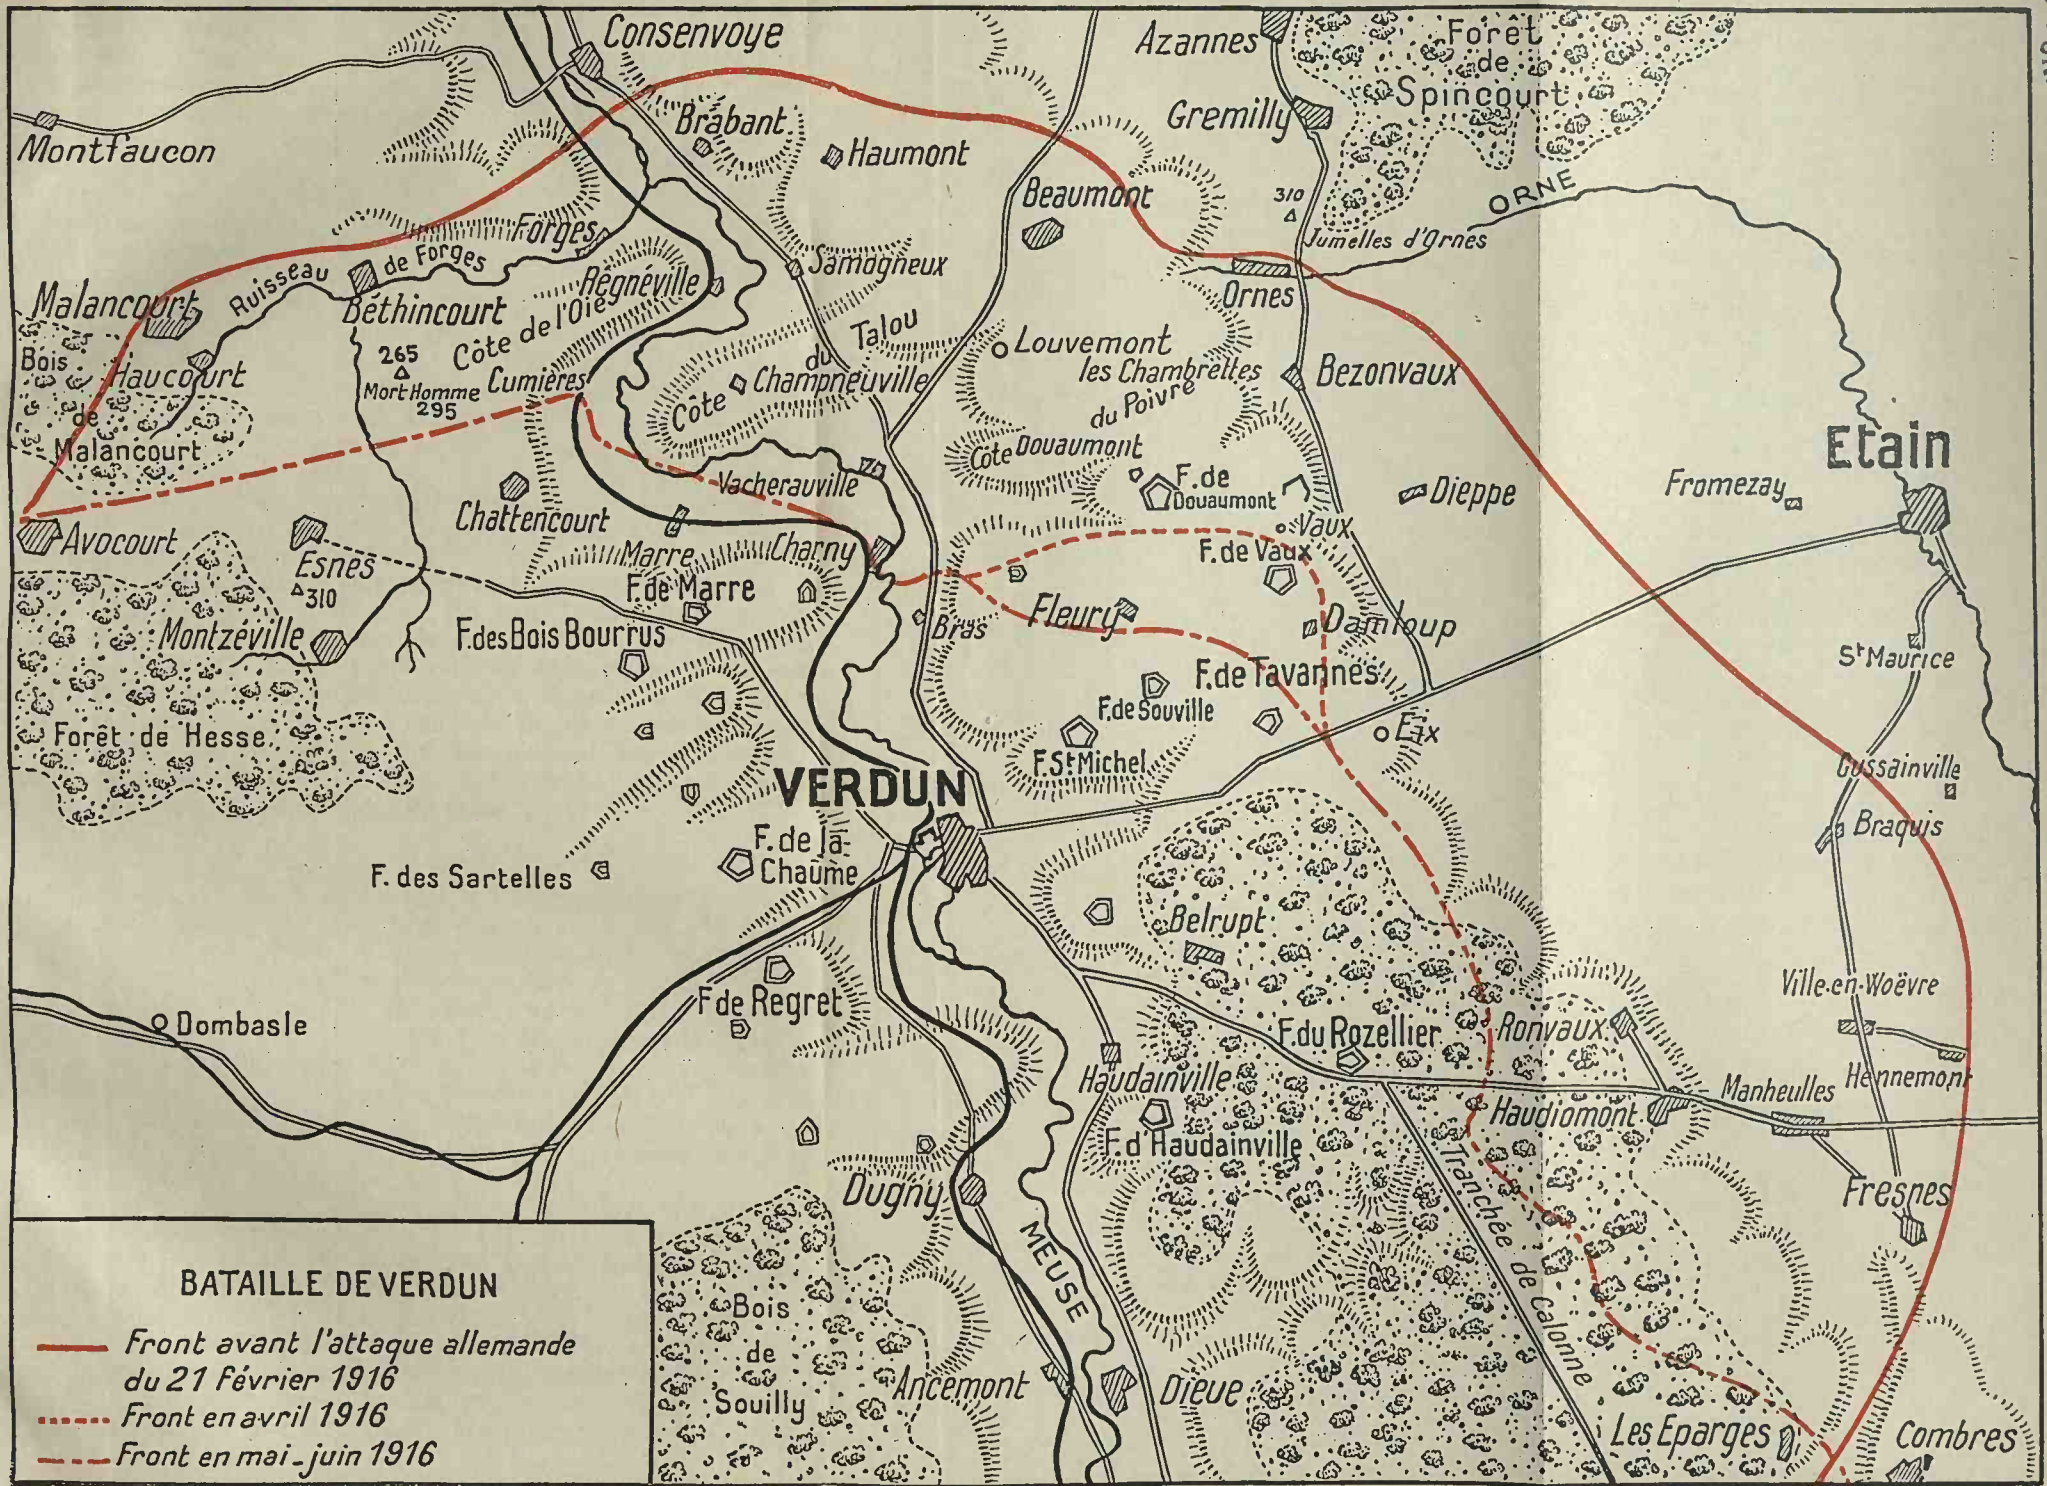 Consenvoye
Azannes
Forêt
de
Spincourt
Gremilly
Brabant
Haumont
Montfaucon
Beaumont
310
ORNE
Jumelles d'Ornes
Forges
Ruisseau de Forges
Régnéville
Samogneux
Ornes
Malancourt
Béthincourt
Côte de l'Oie
Talou
du
Côte
Louvemont
les Chambrettes
Bezonvaux
Bois
de
Malancourt
Haucourt
265
Mort Homme
295
Cumières
Champneuville
du Poivre
Côte
Douaumont
Etain
F. de
Douaumont
Dieppe
Fromezay
Vacherauville
Chattencourt
Avocourt
Esnes
310
Marre
Charny
Vaux
F. de Vaux
F. de Marre
Montzéville
F. des Bois Bourrus
Bras
Fleury
Damloup
St Maurice
F. de Tavannes
F. de Souville
Eix
Forêt de Hesse
F. St Michel
VERDUN
Gussainville
Braquis
F. de la
Chaume
F. des Sartelles
Belrupt
Ville-en-Woëvre
F de Regret
Dombasle
F. du Rozellier
Ronvaux
Haudainville
Manheulles
Hennemont
Haudiomont
F. d'Haudainville
Dugny
Tranchée de Calonne
Fresnes
MEUSE
Bois
de
Souilly
Ancemont
Dieue
Les Eparges
Combres
BATAILLE DE VERDUN
Front avant l'attaque allemande
du 21 Février 1916
Front en avril 1916
Front en mai-juin 1916